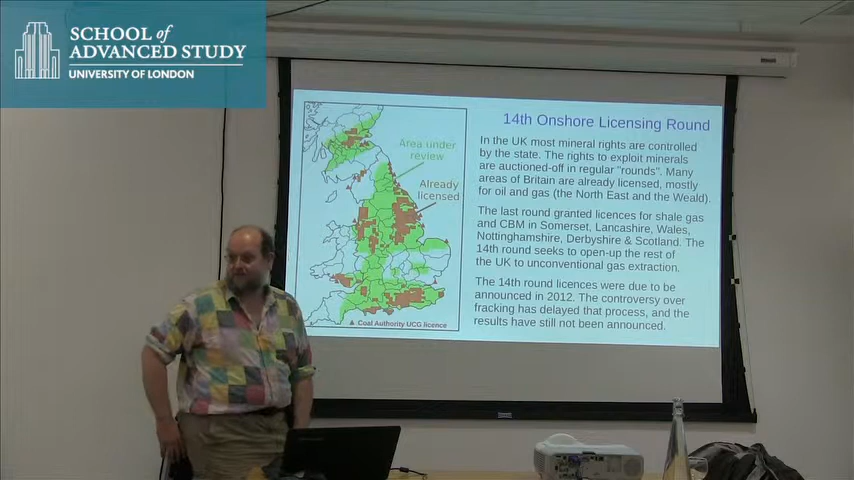 SCHOOL of
ADVANCED STUDY
UNIVERSITY OF LONDON
14th Onshore Licensing Round
In the UK most mineral rights are controlled
by the state. The rights to exploit minerals
are auctioned-off in regular "rounds". Many
areas of Britain are already licensed, mostly
for oil and gas (the North East and the Weald).
The last round granted licences for shale gas
and CBM in Somerset, Lancashire, Wales,
Nottinghamshire, Derbyshire & Scotland. The
14th round seeks to open-up the rest of
the UK to unconventional gas extraction.
The 14th round licences were due to be
announced in 2012. The controversy over
fracking has delayed that process, and the
results have still not been announced.
Area under
review
Already
licensed
Coal Authority UCG licence